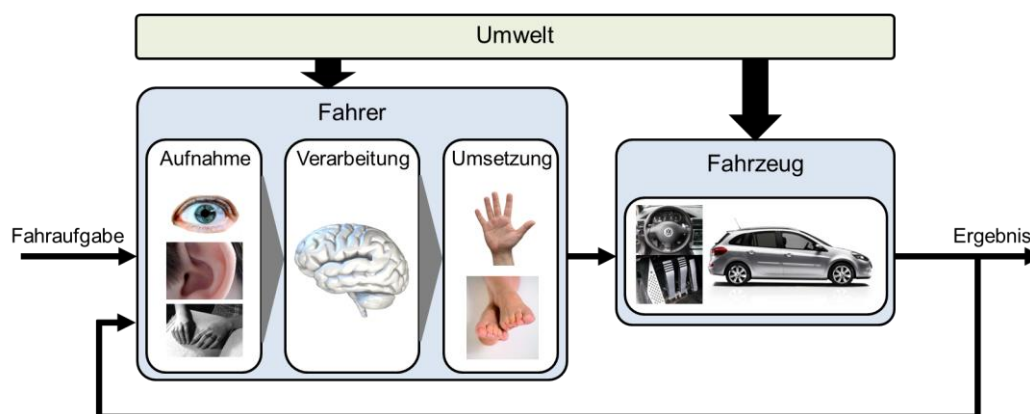 Umwelt
Fahrer
Aufnahme
Verarbeitung
Umsetzung
Fahrzeug
Fahraufgabe
Ergebnis